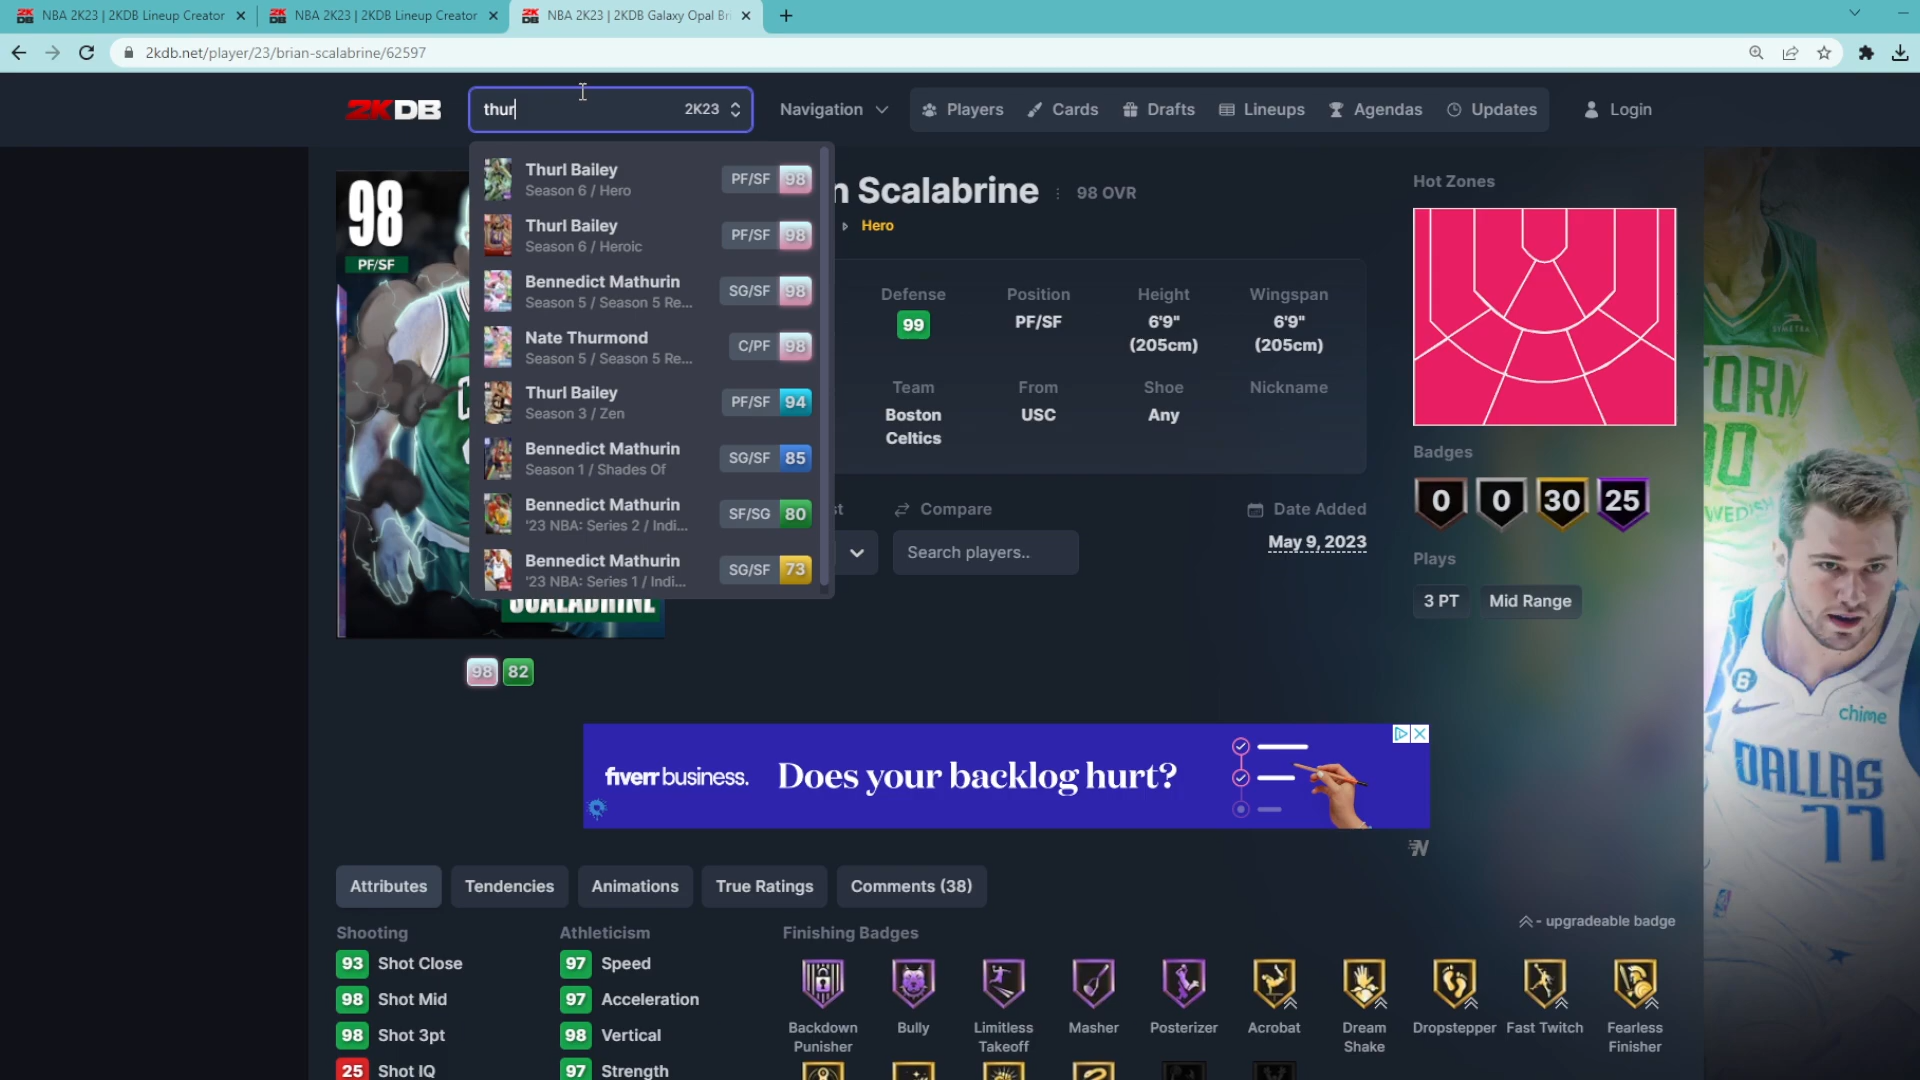 NBA 2K23 | 2KDB Lineup Creator
NBA 2K23 | 2KDB Lineup Creator
NBA 2K23 | 2KDB Galaxy Opal Bri
2kdb.net/player/23/brian-scalabrine/62597
2KDB
thur
2K23
Navigation
Players
Cards
Drafts
Lineups
Agendas
Updates
Login
Thurl Bailey
Season 6 / Hero
PF/SF 98
Thurl Bailey
Season 6 / Heroic
PF/SF 98
Bennedict Mathurin
Season 5 / Season 5 Re...
SG/SF 98
Nate Thurmond
Season 5 / Season 5 Re...
C/PF 98
Thurl Bailey
Season 3 / Zen
PF/SF 94
Bennedict Mathurin
Season 1 / Shades Of
SG/SF 85
Bennedict Mathurin
'23 NBA: Series 2 / Indi...
SF/SG 80
Bennedict Mathurin
'23 NBA: Series 1 / Indi...
SG/SF 73
98
PF/SF
SCALABRINE
98 82
n Scalabrine : 98 OVR
Hero
Defense
99
Position
PF/SF
Height
6'9"
(205cm)
Wingspan
6'9"
(205cm)
Team
Boston
Celtics
From
USC
Shoe
Any
Nickname
st
Compare
Search players..
Date Added
May 9, 2023
Hot Zones
Badges
0 0 30 25
Plays
3 PT
Mid Range
fiverr business.
Does your backlog hurt?
Attributes
Tendencies
Animations
True Ratings
Comments (38)
- upgradeable badge
Shooting
93 Shot Close
98 Shot Mid
98 Shot 3pt
25 Shot IQ
Athleticism
97 Speed
97 Acceleration
98 Vertical
97 Strength
Finishing Badges
Backdown
Punisher
Bully
Limitless
Takeoff
Masher
Posterizer
Acrobat
Dream
Shake
Dropstepper
Fast Twitch
Fearless
Finisher
6
chime
DALLAS
77